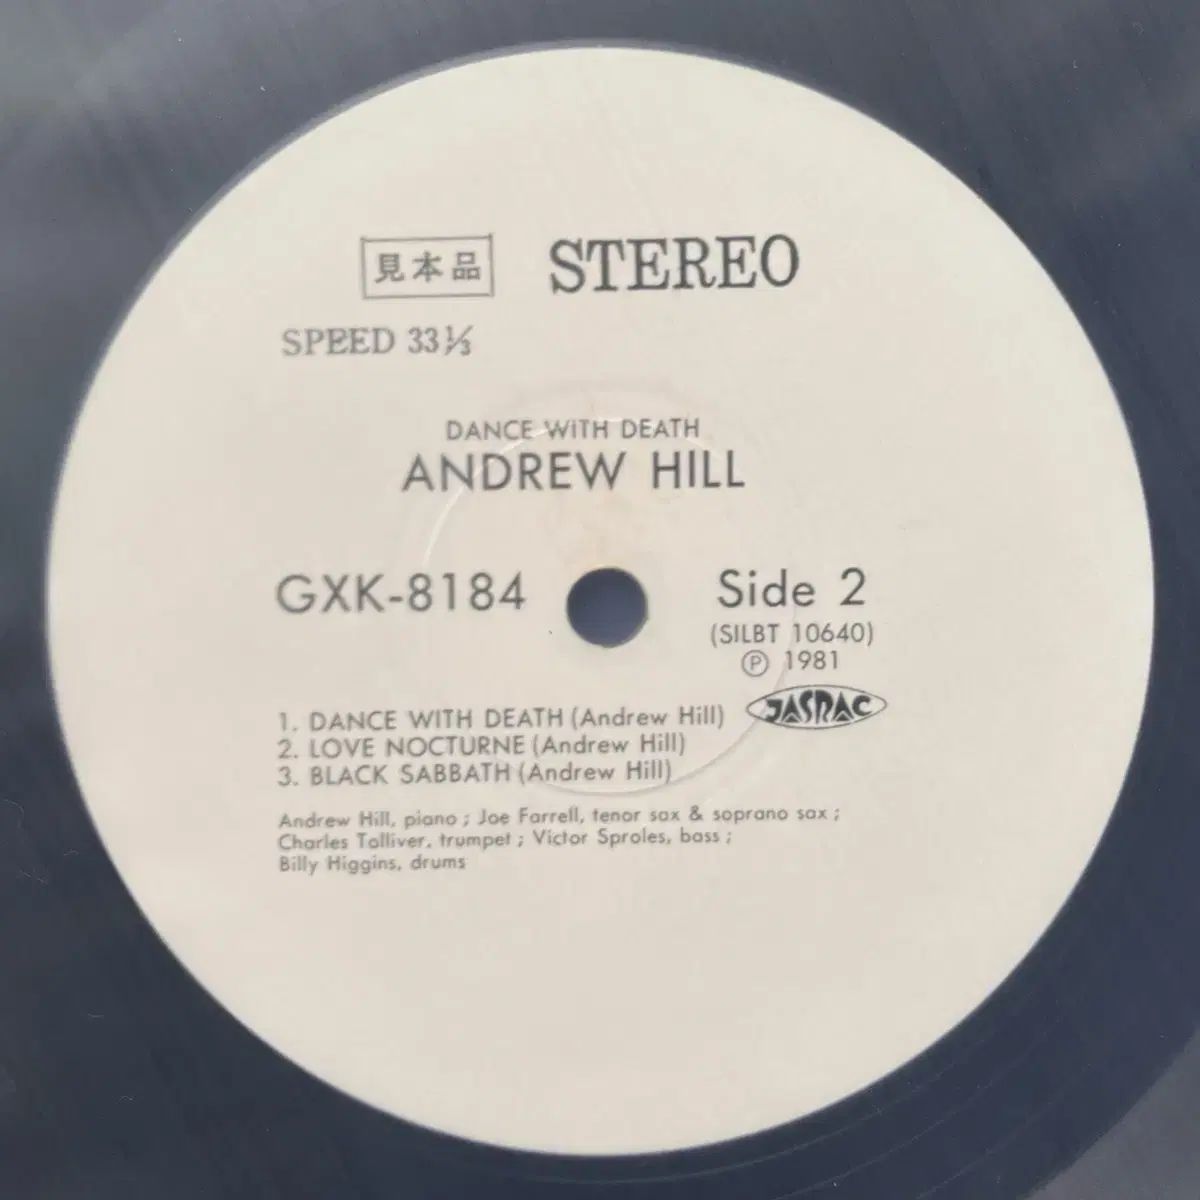 見本品 STEREO
SPEED 33⅓
DANCE WITH DEATH
ANDREW HILL
GXK-8184
Side 2
(SILBT 10640)
Ⓟ 1981
JASRAC
1. DANCE WITH DEATH (Andrew Hill)
2. LOVE NOCTURNE (Andrew Hill)
3. BLACK SABBATH (Andrew Hill)
Andrew Hill, piano ; Joe Farrell, tenor sax & soprano sax ;
Charles Tolliver, trumpet ; Victor Sproles, bass ;
Billy Higgins, drums